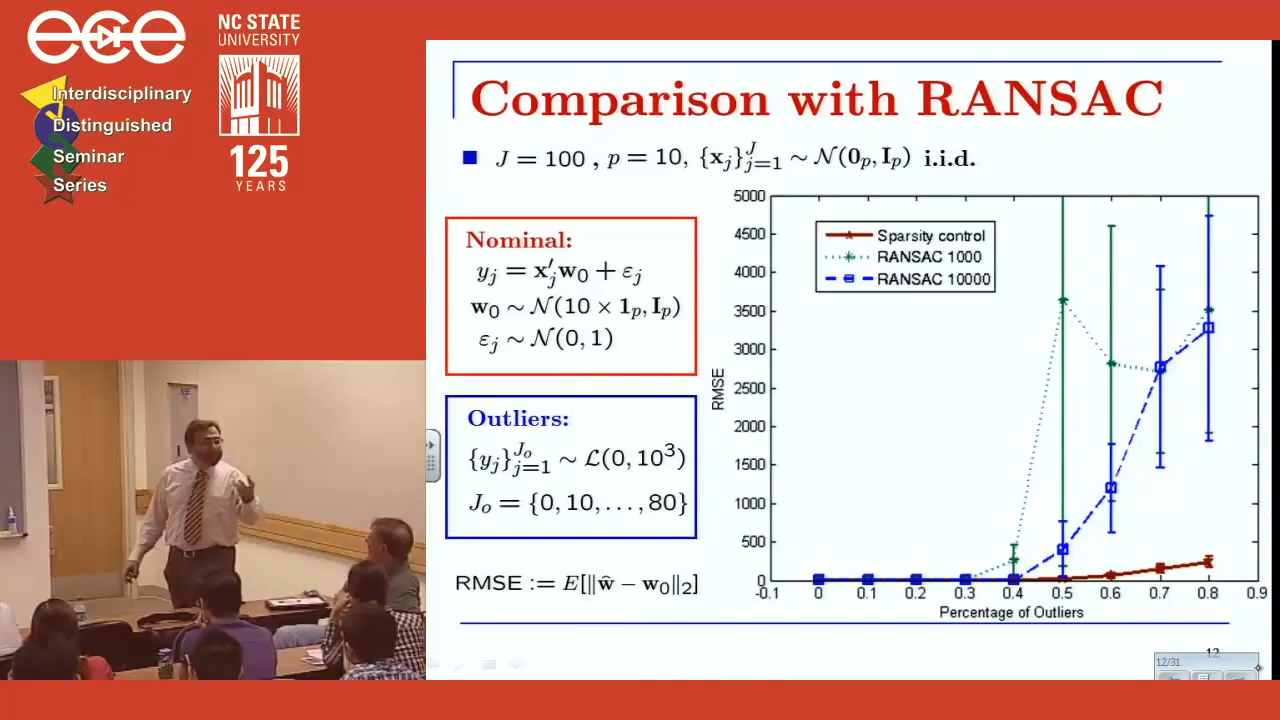 ece
NC STATE
UNIVERSITY
Interdisciplinary
Distinguished
Seminar
Series
125
YEARS
Comparison with RANSAC
J = 100 , p = 10, {x_j}_{j=1}^J ∼ N(0_p, I_p) i.i.d.
Nominal:
y_j = x'_j w_0 + ε_j
w_0 ∼ N(10 × 1_p, I_p)
ε_j ∼ N(0, 1)
Outliers:
{y_j}_{j=1}^{J_o} ∼ L(0, 10^3)
J_o = {0, 10, . . . , 80}
RMSE := E[‖ŵ − w_0‖_2]
5000
4500
4000
3500
3000
2500
2000
1500
1000
500
0
RMSE
Sparsity control
RANSAC 1000
RANSAC 10000
-0.1 0 0.1 0.2 0.3 0.4 0.5 0.6 0.7 0.8 0.9
Percentage of Outliers
12
12/31